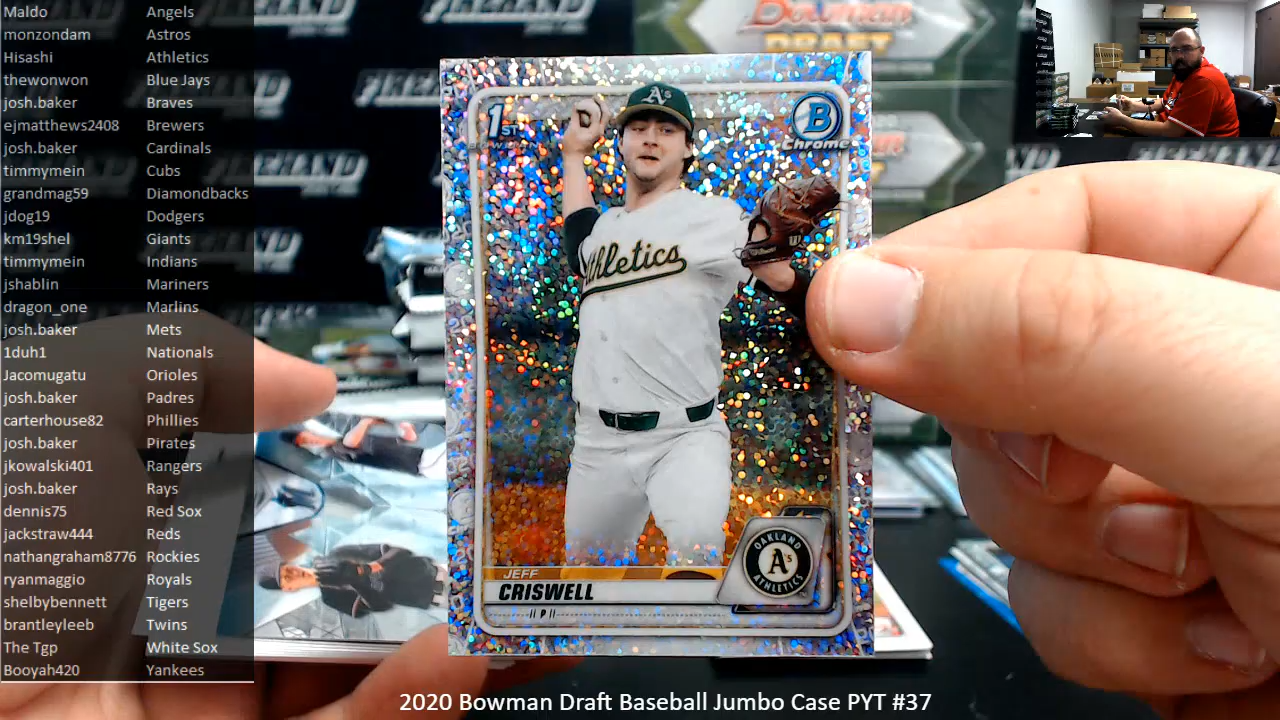 Maldo Angels
monzondam Astros
Hisashi Athletics
thewonwon Blue Jays
josh.baker Braves
ejmatthews2408 Brewers
josh.baker Cardinals
timmymein Cubs
grandmag59 Diamondbacks
jdog19 Dodgers
km19shel Giants
timmymein Indians
jshablin Mariners
dragon_one Marlins
josh.baker Mets
1duh1 Nationals
Jacomugatu Orioles
josh.baker Padres
carterhouse82 Phillies
josh.baker Pirates
jkowalski401 Rangers
josh.baker Rays
dennis75 Red Sox
jackstraw444 Reds
nathangraham8776 Rockies
ryanmaggio Royals
shelbybennett Tigers
brantleyleeb Twins
The Tgp White Sox
Booyah420 Yankees
Bowman
DRAFT
1ST
BOWMAN
B
Chrome
A's
Athletics
OAKLAND
A's
ATHLETICS
JEFF
CRISWELL
P
2020 Bowman Draft Baseball Jumbo Case PYT #37